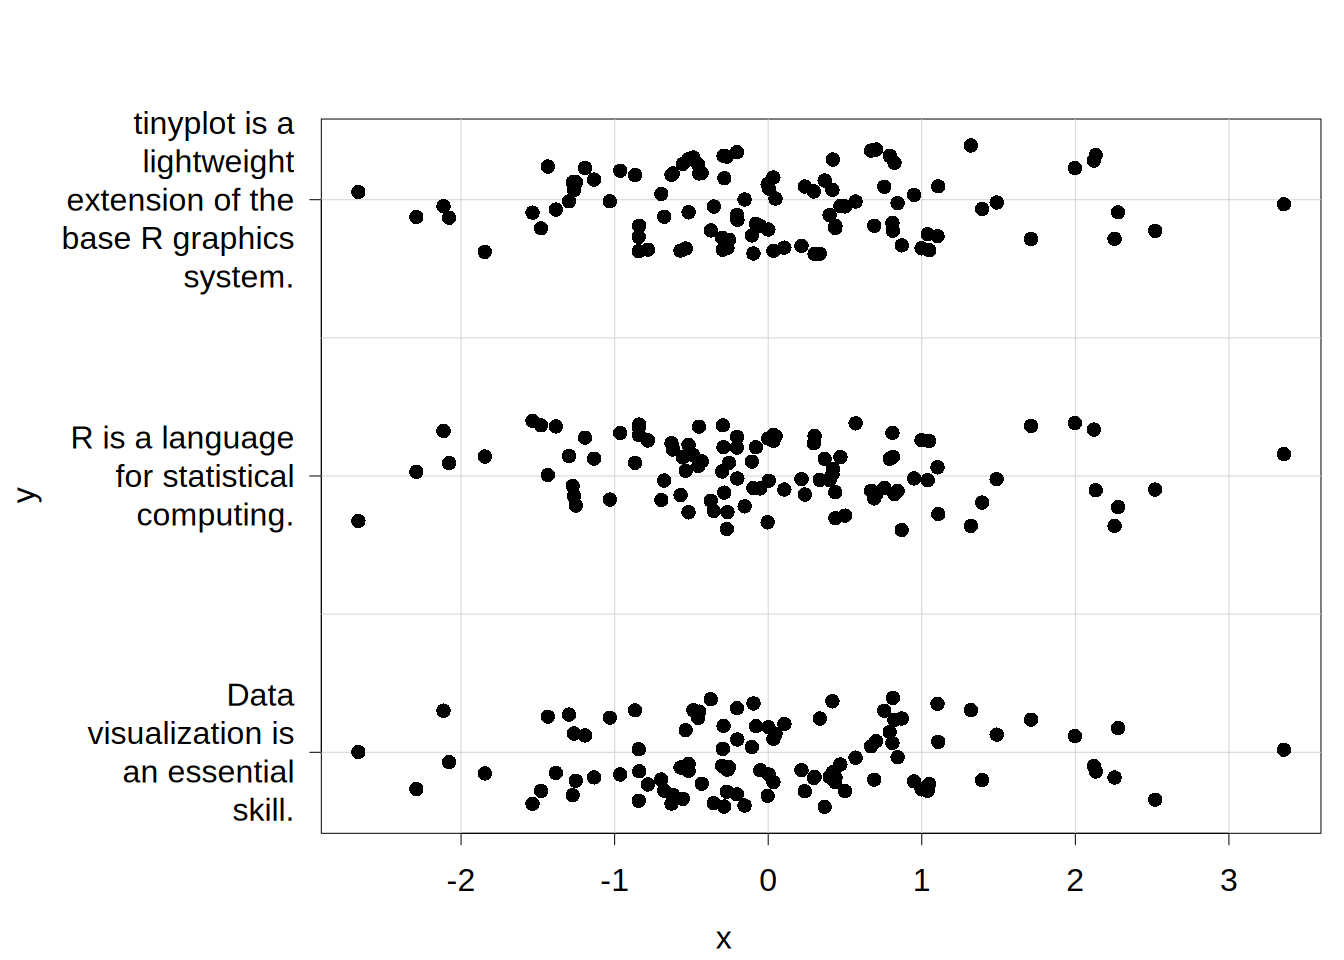 tinyplot is a
lightweight
extension of the
base R graphics
system.
R is a language
for statistical
computing.
y
Data
visualization is
an essential
skill.
-2 -1 0 1 2 3
x